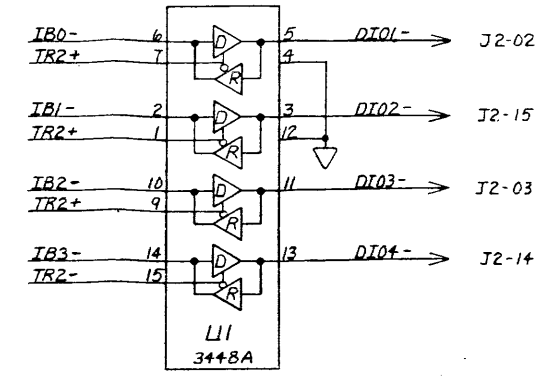 IB0- 6 D 5 DIO1- J2-02
TR2+ 7 R 4
IB1- 2 D 3 DIO2- J2-15
TR2+ 1 R 12
IB2- 10 D 11 DIO3- J2-03
TR2+ 9 R
IB3- 14 D 13 DIO4- J2-14
TR2- 15 R
U1
3448A